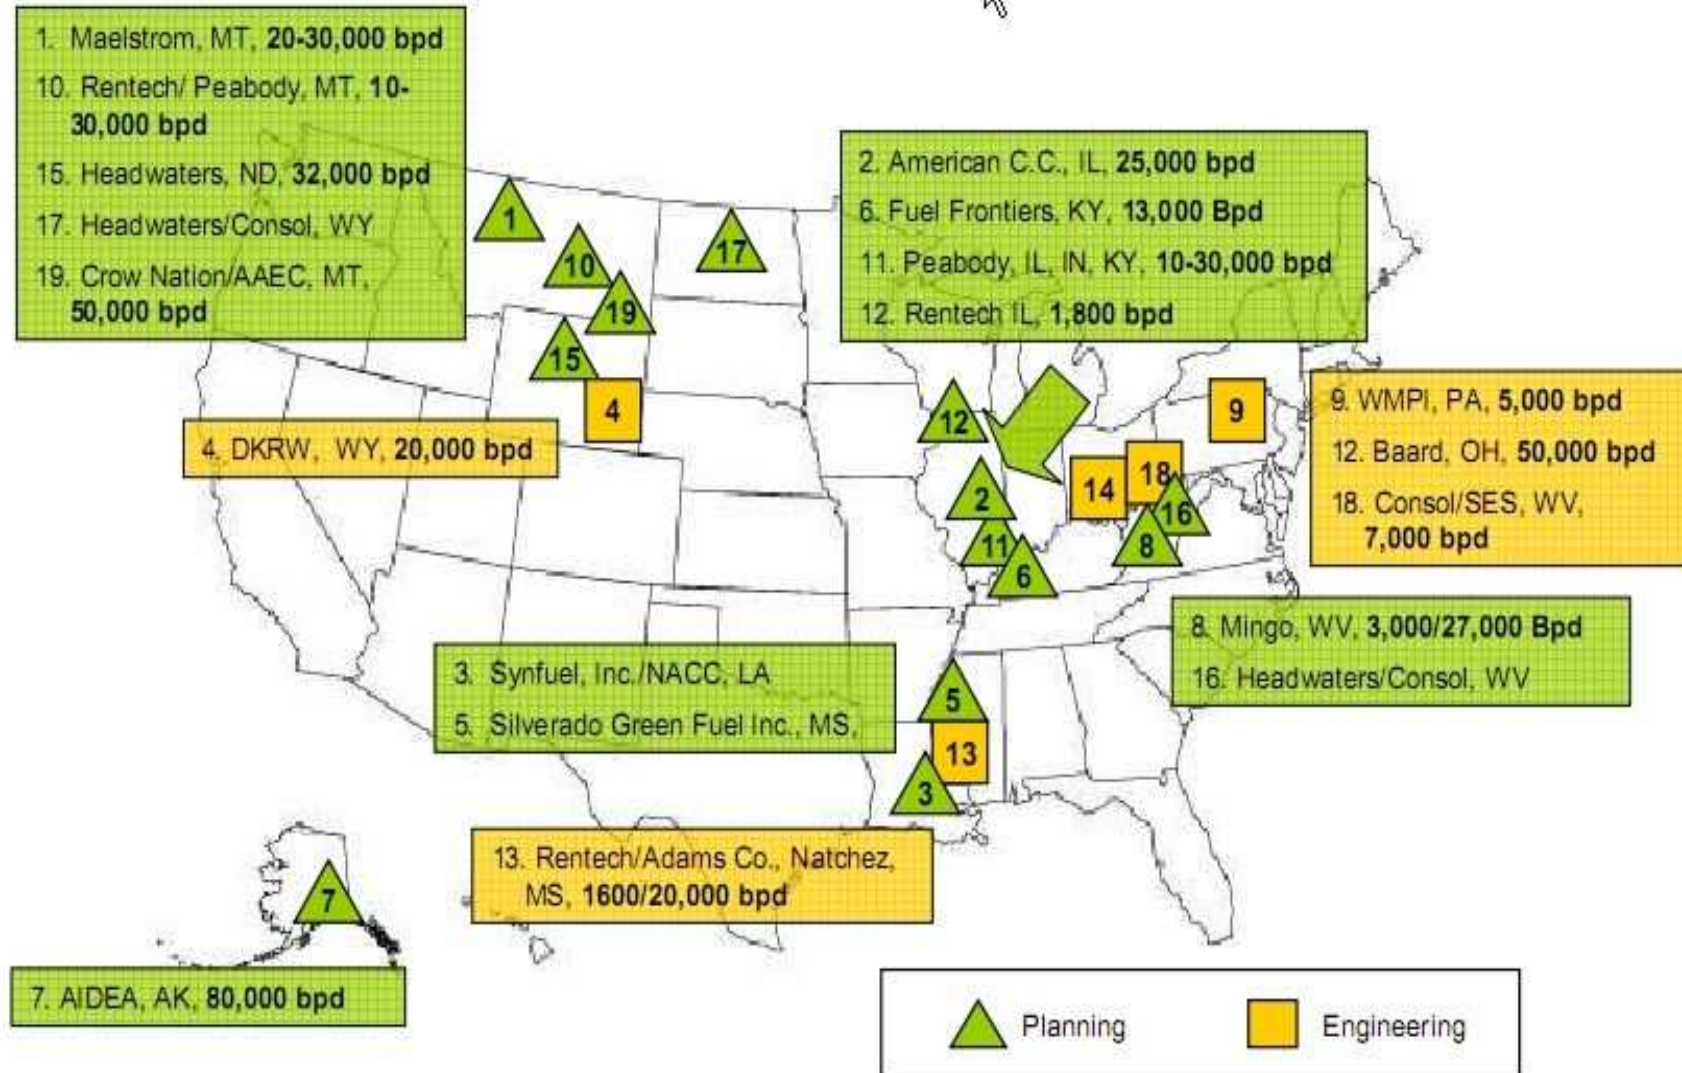 1. Maelstrom, MT, 20-30,000 bpd
10. Rentech/ Peabody, MT, 10-
30,000 bpd
15. Headwaters, ND, 32,000 bpd
17. Headwaters/Consol, WY
19. Crow Nation/AAEC, MT,
50,000 bpd
2. American C.C., IL, 25,000 bpd
6. Fuel Frontiers, KY, 13,000 Bpd
11. Peabody, IL, IN, KY, 10-30,000 bpd
12. Rentech IL, 1,800 bpd
1
10
17
19
15
4
4. DKRW, WY, 20,000 bpd
12
9
9. WMPI, PA, 5,000 bpd
12. Baard, OH, 50,000 bpd
18. Consol/SES, WV,
7,000 bpd
2
14
18
16
11
8
6
8. Mingo, WV, 3,000/27,000 Bpd
16. Headwaters/Consol, WV
3. Synfuel, Inc./NACC, LA
5. Silverado Green Fuel Inc., MS,
5
13
3
13. Rentech/Adams Co., Natchez,
MS, 1600/20,000 bpd
7
7. AIDEA, AK, 80,000 bpd
Planning
Engineering